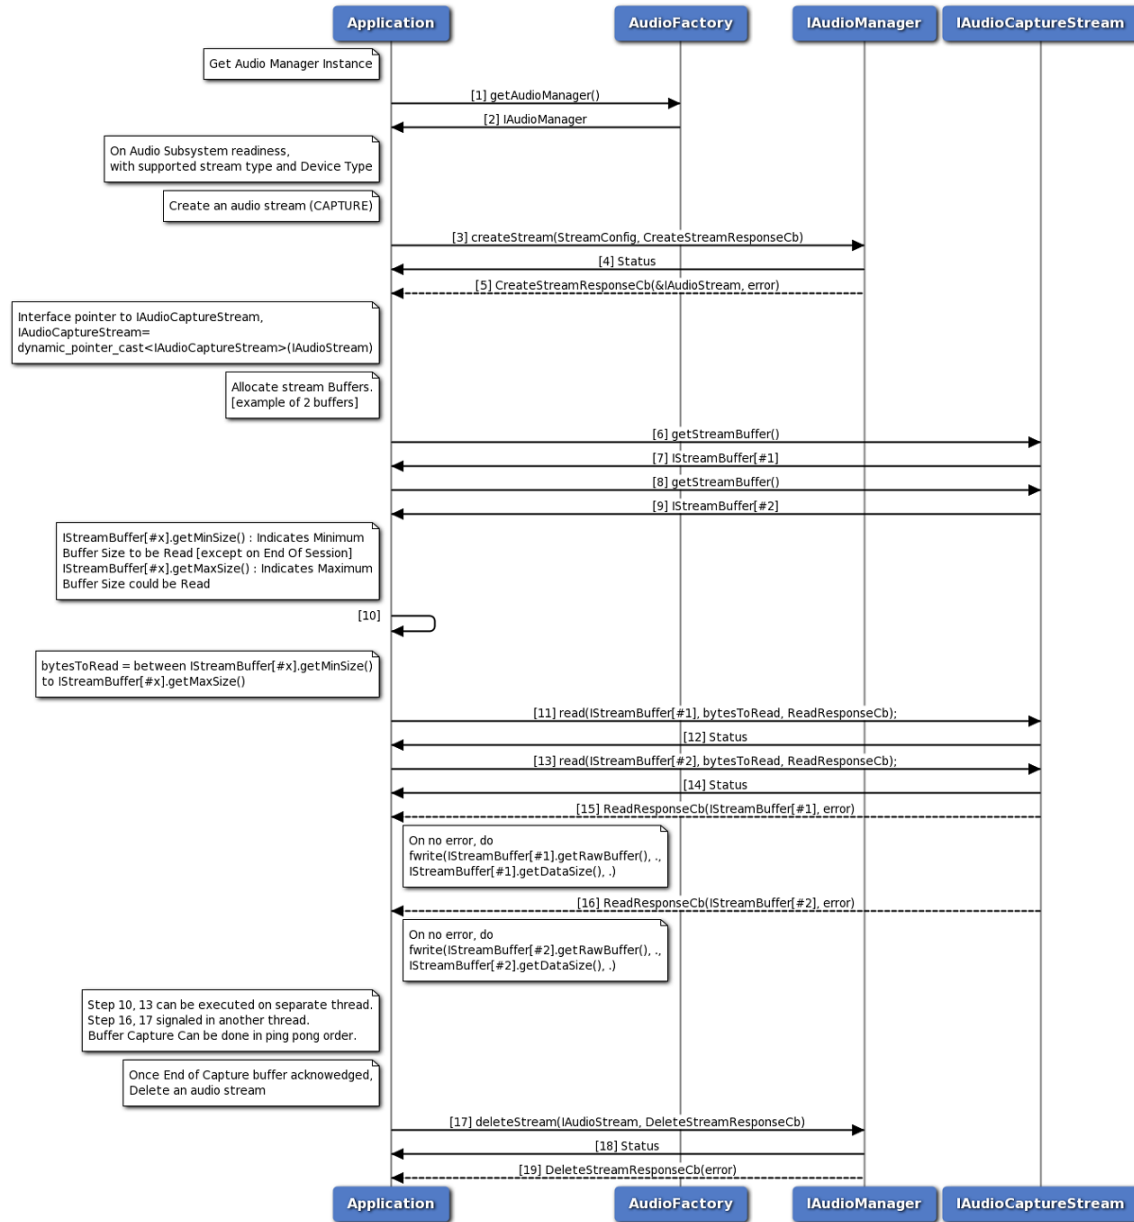 Application
AudioFactory
IAudioManager
IAudioCaptureStream
Get Audio Manager Instance
[1] getAudioManager()
[2] IAudioManager
On Audio Subsystem readiness,
with supported stream type and Device Type
Create an audio stream (CAPTURE)
[3] createStream(StreamConfig, CreateStreamResponseCb)
[4] Status
[5] CreateStreamResponseCb(&IAudioStream, error)
Interface pointer to IAudioCaptureStream,
IAudioCaptureStream=
dynamic_pointer_cast<IAudioCaptureStream>(IAudioStream)
Allocate stream Buffers.
[example of 2 buffers]
[6] getStreamBuffer()
[7] IStreamBuffer[#1]
[8] getStreamBuffer()
[9] IStreamBuffer[#2]
IStreamBuffer[#x].getMinSize() : Indicates Minimum
Buffer Size to be Read [except on End Of Session]
IStreamBuffer[#x].getMaxSize() : Indicates Maximum
Buffer Size could be Read
[10]
bytesToRead = between IStreamBuffer[#x].getMinSize()
to IStreamBuffer[#x].getMaxSize()
[11] read(IStreamBuffer[#1], bytesToRead, ReadResponseCb);
[12] Status
[13] read(IStreamBuffer[#2], bytesToRead, ReadResponseCb);
[14] Status
[15] ReadResponseCb(IStreamBuffer[#1], error)
On no error, do
fwrite(IStreamBuffer[#1].getRawBuffer(), .,
IStreamBuffer[#1].getDataSize(), .)
[16] ReadResponseCb(IStreamBuffer[#2], error)
On no error, do
fwrite(IStreamBuffer[#2].getRawBuffer(), .,
IStreamBuffer[#2].getDataSize(), .)
Step 10, 13 can be executed on separate thread.
Step 16, 17 signaled in another thread.
Buffer Capture Can be done in ping pong order.
Once End of Capture buffer acknowedged,
Delete an audio stream
[17] deleteStream(IAudioStream, DeleteStreamResponseCb)
[18] Status
[19] DeleteStreamResponseCb(error)
Application
AudioFactory
IAudioManager
IAudioCaptureStream